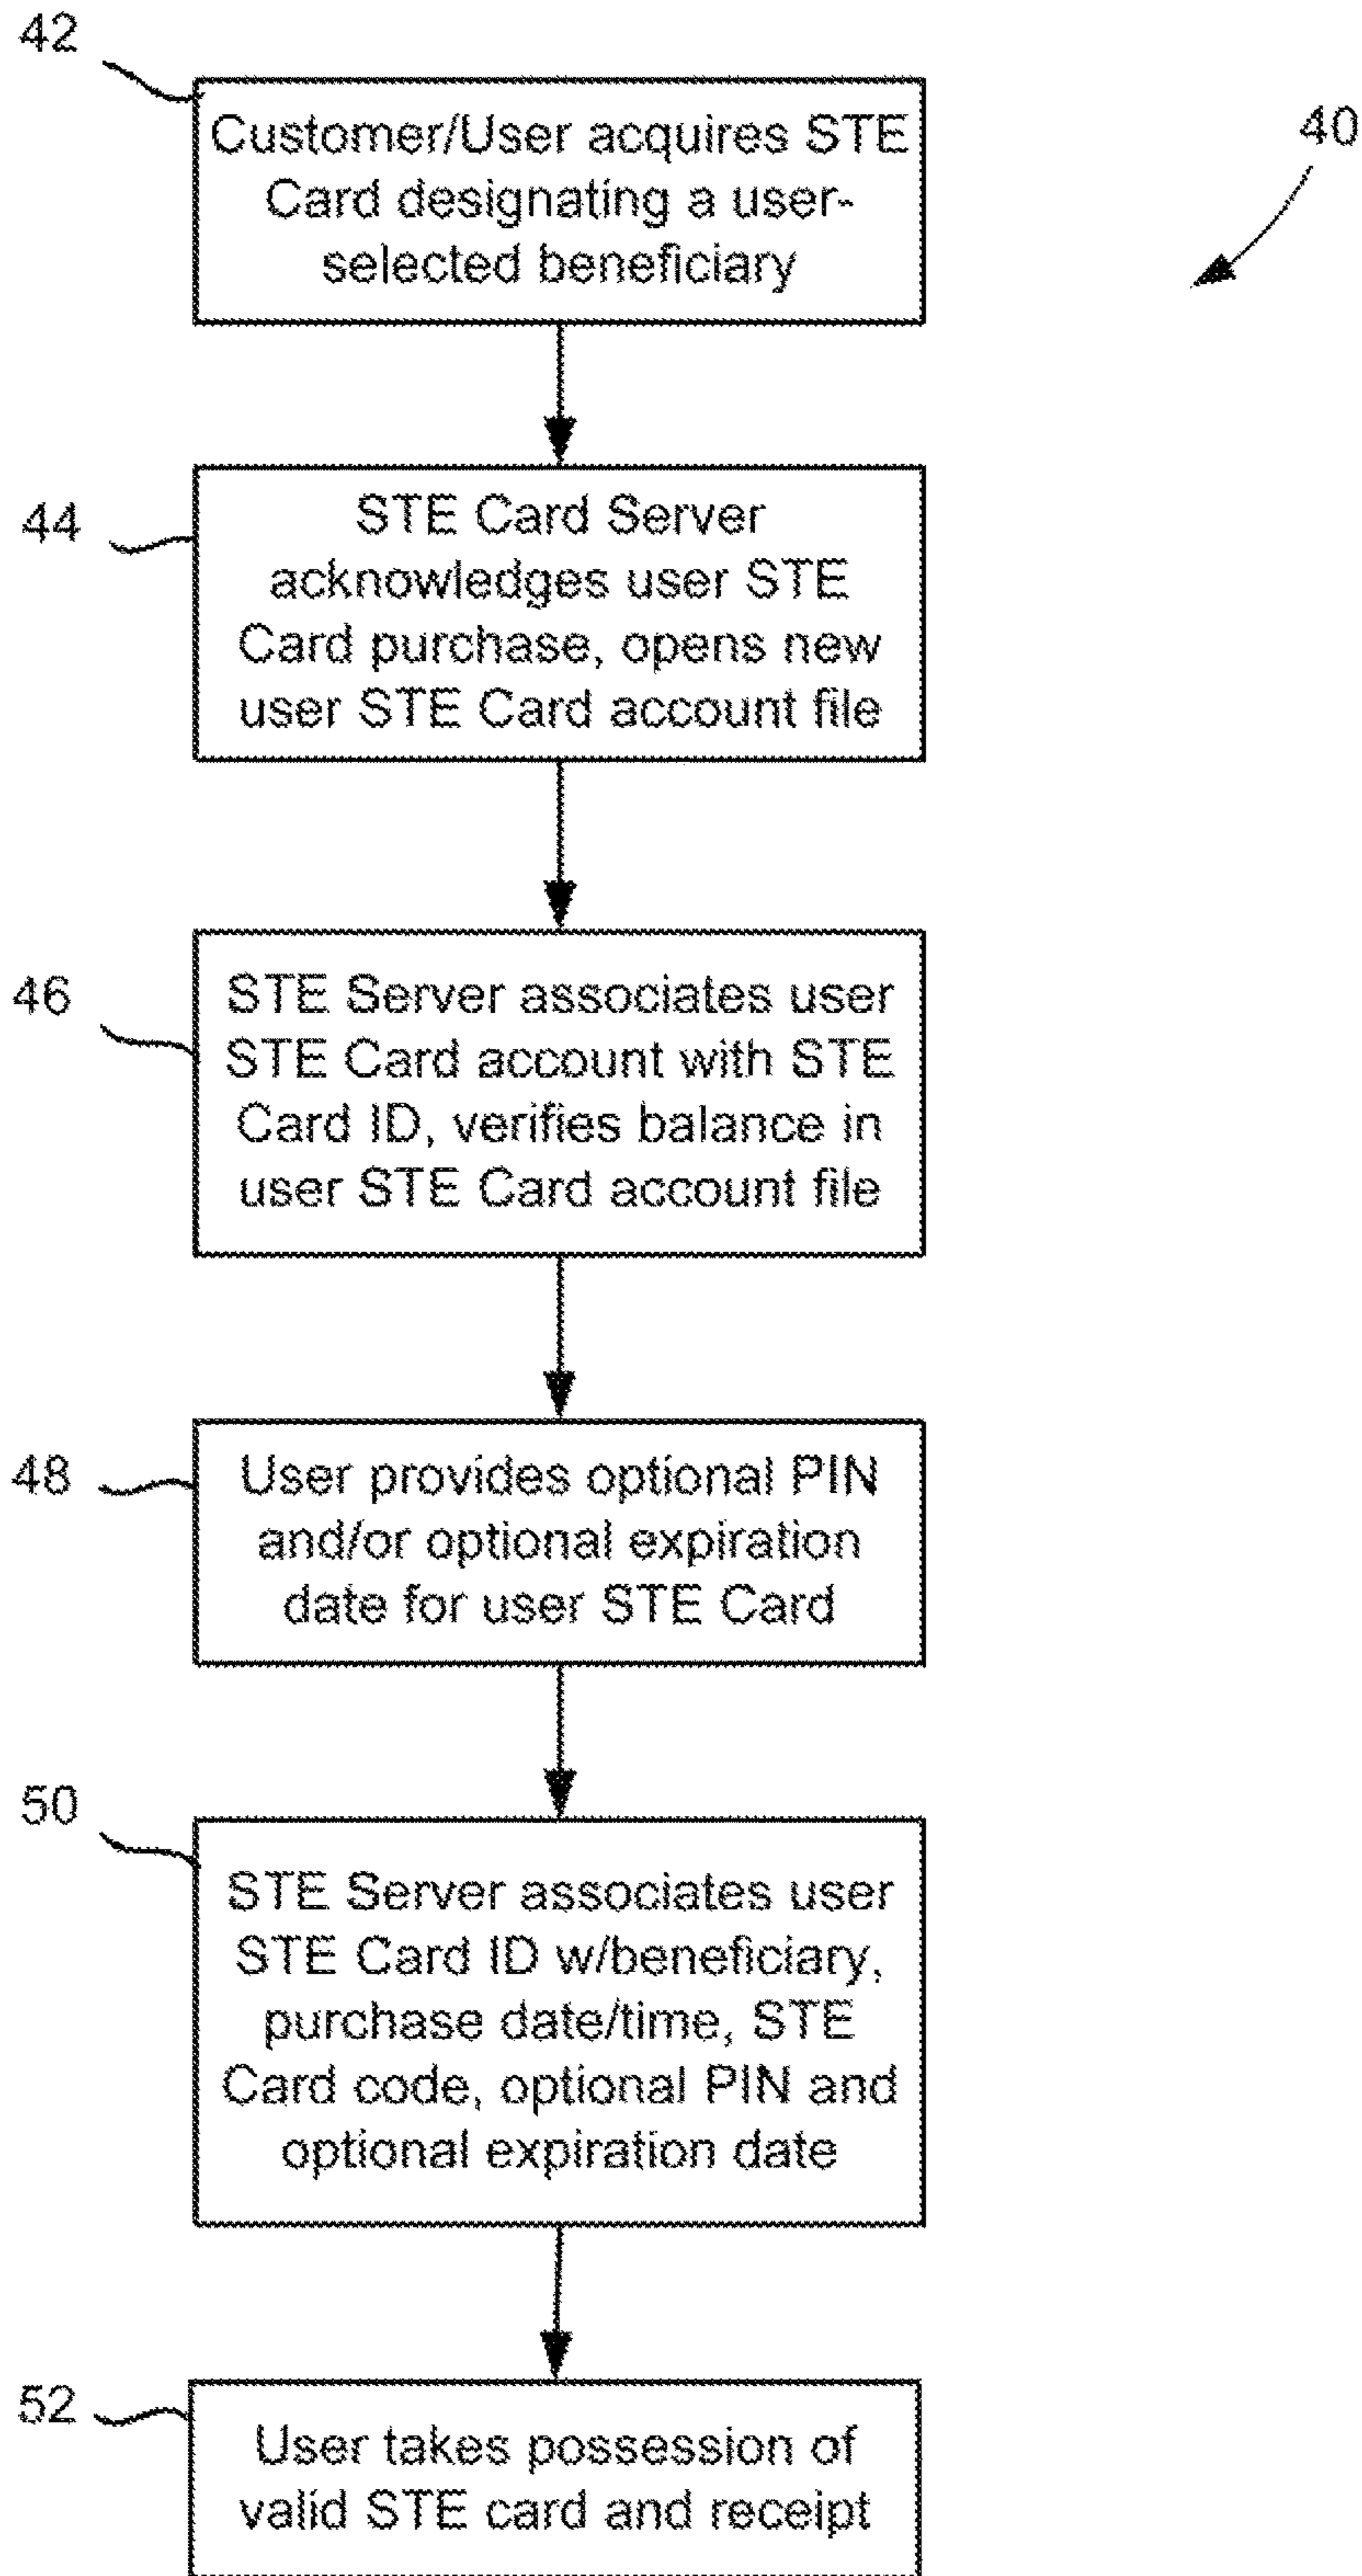 42
Customer/User acquires STE
Card designating a user-
selected beneficiary
40
44
STE Card Server
acknowledges user STE
Card purchase, opens new
user STE Card account file
46
STE Server associates user
STE Card account with STE
Card ID, verifies balance in
user STE Card account file
48
User provides optional PIN
and/or optional expiration
date for user STE Card
50
STE Server associates user
STE Card ID w/beneficiary,
purchase date/time, STE
Card code, optional PIN and
optional expiration date
52
User takes possession of
valid STE card and receipt